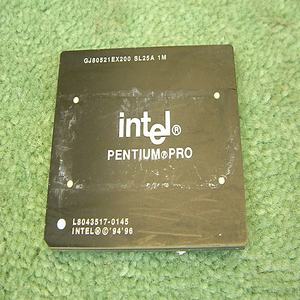 GJ80521EX200 SL25A 1M
intel®
PENTIUM®PRO
L8043517-0145
INTEL®©'94'96